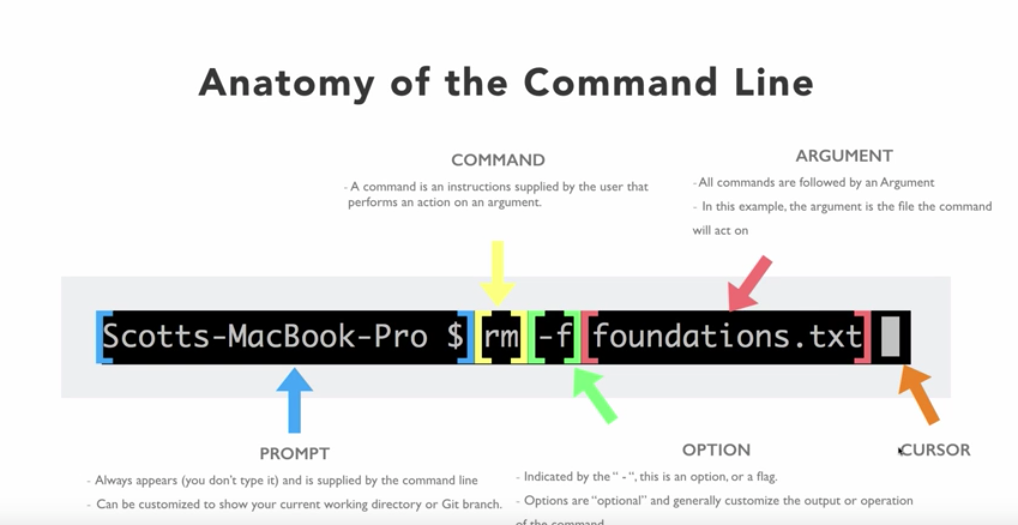 Anatomy of the Command Line
COMMAND
- A command is an instructions supplied by the user that
performs an action on an argument.
ARGUMENT
- All commands are followed by an Argument
- In this example, the argument is the file the command
will act on
Scotts-MacBook-Pro $ rm -f foundations.txt
PROMPT
- Always appears (you don't type it) and is supplied by the command line
- Can be customized to show your current working directory or Git branch.
OPTION
- Indicated by the " - ", this is an option, or a flag.
- Options are "optional" and generally customize the output or operation
of the command
CURSOR